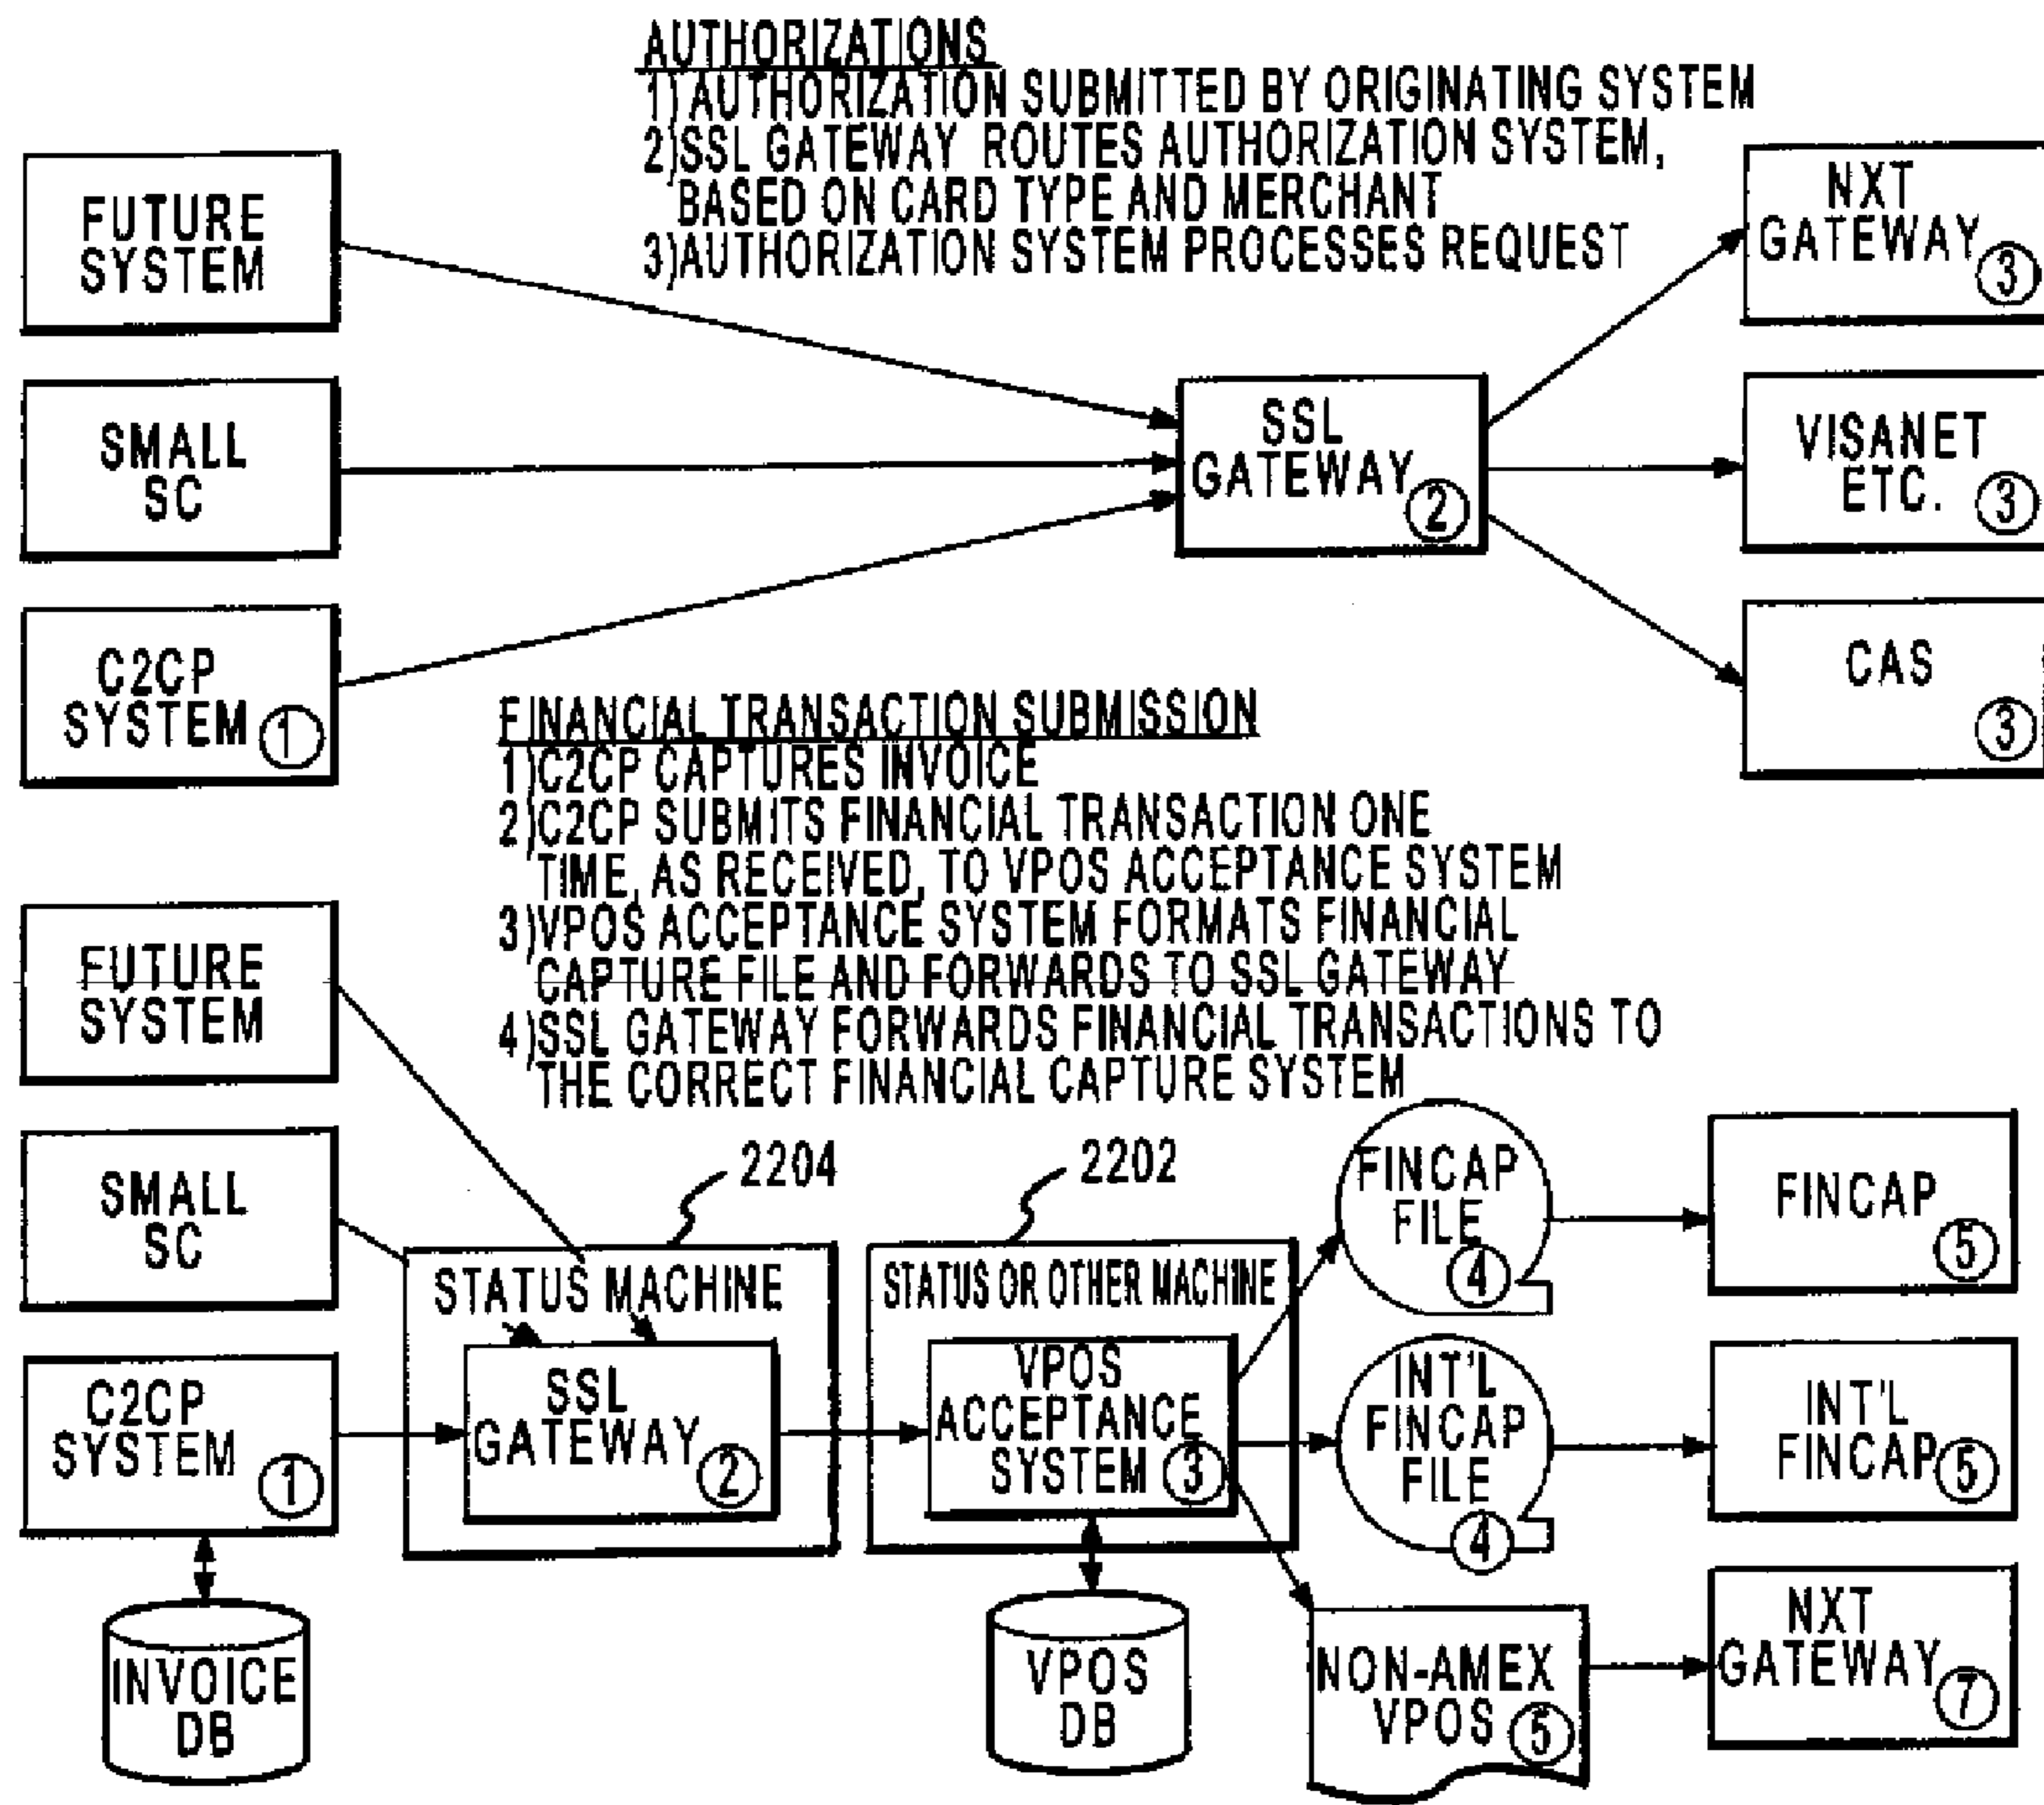 AUTHORIZATIONS
1)AUTHORIZATION SUBMITTED BY ORIGINATING SYSTEM
2)SSL GATEWAY ROUTES AUTHORIZATION SYSTEM,
BASED ON CARD TYPE AND MERCHANT
3)AUTHORIZATION SYSTEM PROCESSES REQUEST
FUTURE
SYSTEM
SMALL
SC
C2CP
SYSTEM 1
SSL
GATEWAY 2
NXT
GATEWAY 3
VISANET
ETC. 3
CAS
3
FINANCIAL TRANSACTION SUBMISSION
1)C2CP CAPTURES INVOICE
2)C2CP SUBMITS FINANCIAL TRANSACTION ONE
TIME, AS RECEIVED, TO VPOS ACCEPTANCE SYSTEM
3)VPOS ACCEPTANCE SYSTEM FORMATS FINANCIAL
CAPTURE FILE AND FORWARDS TO SSL GATEWAY
4)SSL GATEWAY FORWARDS FINANCIAL TRANSACTIONS TO
THE CORRECT FINANCIAL CAPTURE SYSTEM
FUTURE
SYSTEM
SMALL
SC
C2CP
SYSTEM
1
INVOICE
DB
2204
STATUS MACHINE
SSL
GATEWAY
2
2202
STATUS OR OTHER MACHINE
VPOS
ACCEPTANCE
SYSTEM 3
VPOS
DB
FINCAP
FILE
4
INT'L
FINCAP
FILE
4
NON-AMEX
VPOS 5
FINCAP
5
INT'L
FINCAP 5
NXT
GATEWAY 7